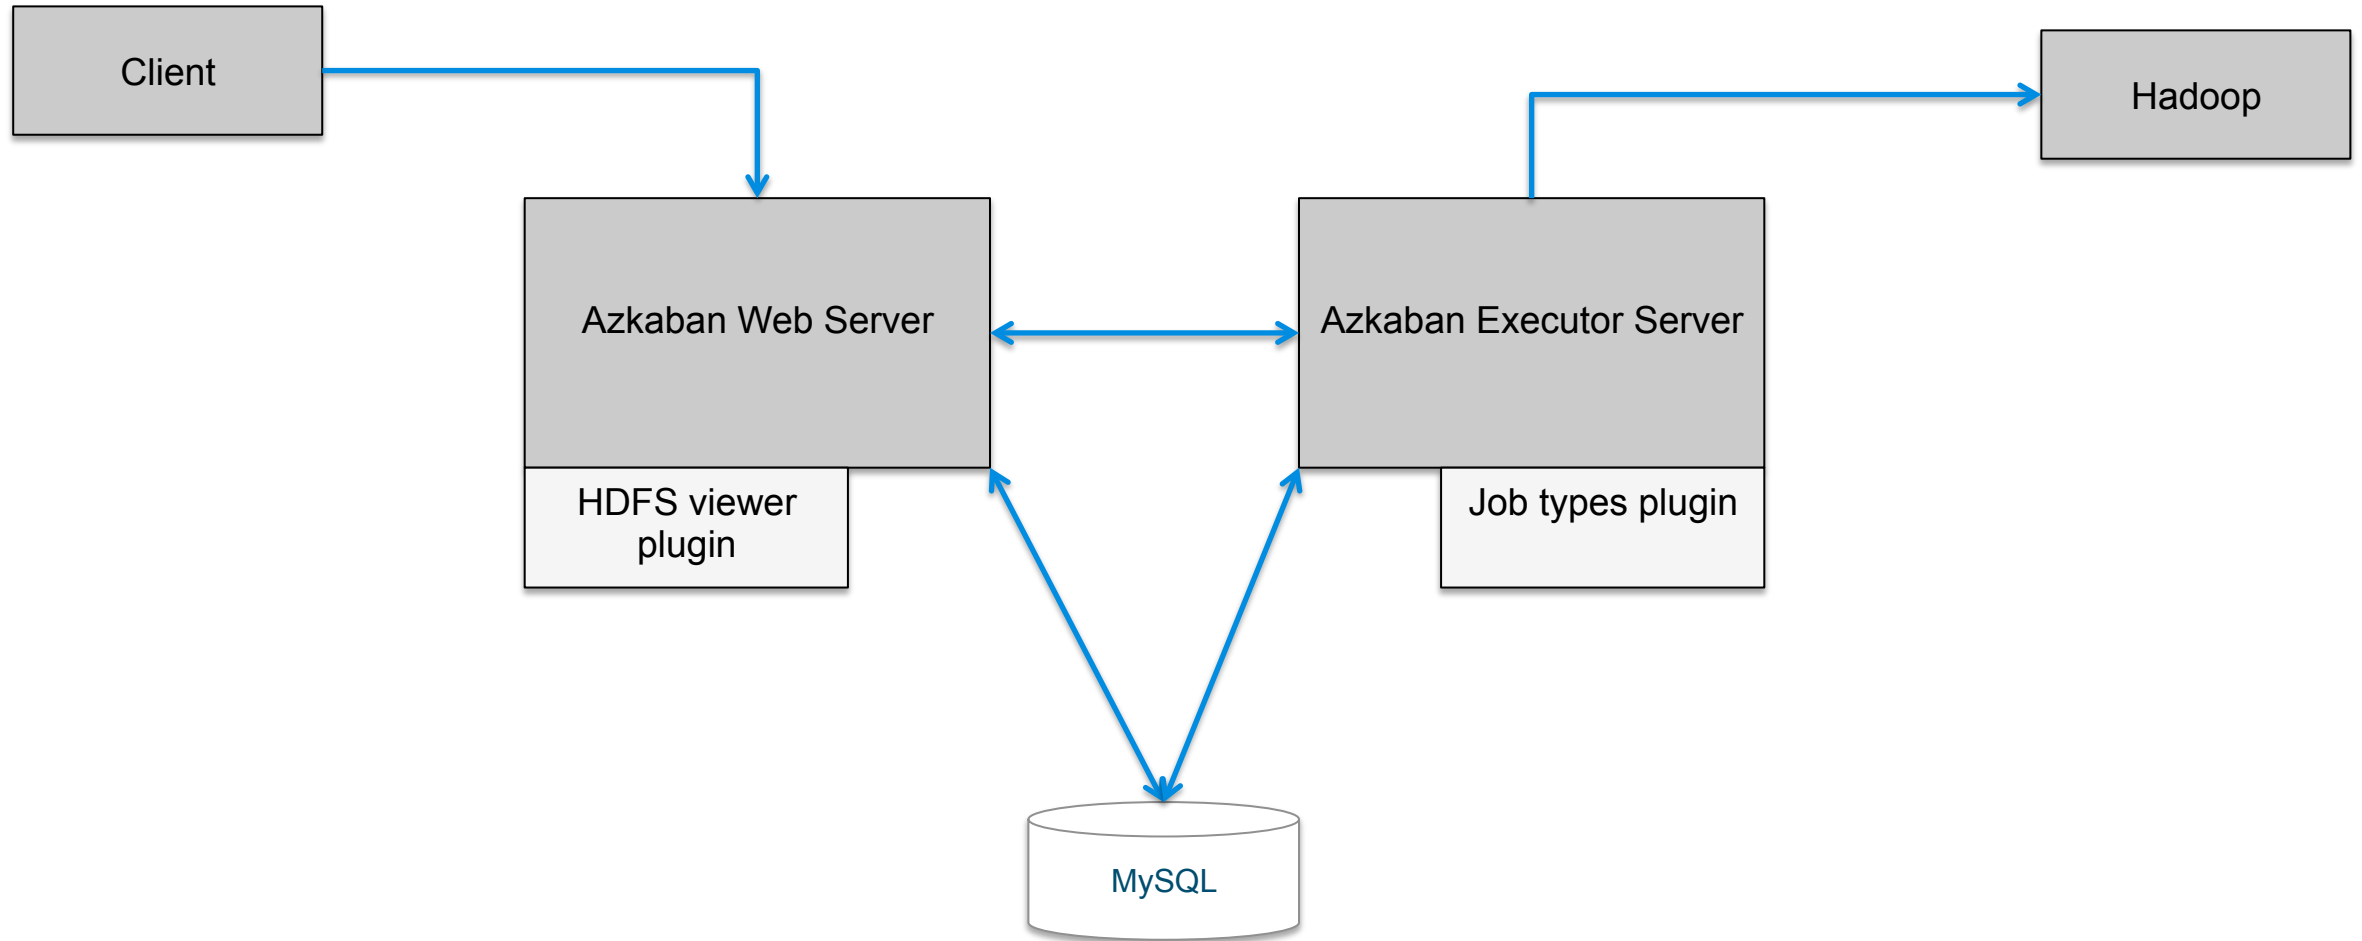 Client
Hadoop
Azkaban Web Server
Azkaban Executor Server
HDFS viewer
plugin
Job types plugin
MySQL